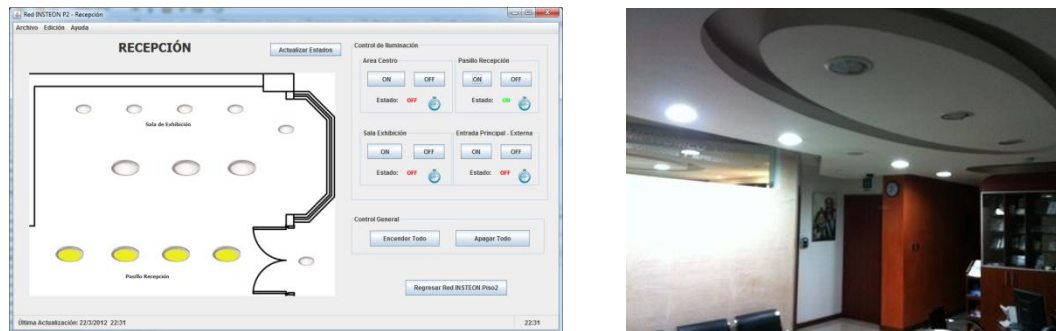 Red INSTEON P2 - Recepción
Archivo Edición Ayuda
RECEPCIÓN
Actualizar Estados
Sala de Exhibición
Pasillo Recepción
Control de Iluminación
Area Centro
ON OFF
Estado: OFF
Pasillo Recepción
ON OFF
Estado: ON
Sala Exhibición
ON OFF
Estado: OFF
Entrada Principal - Externa
ON OFF
Estado: OFF
Control General
Encender Todo Apagar Todo
Regresar Red INSTEON Piso2
Última Actualización: 22/3/2012 22:31
22:31